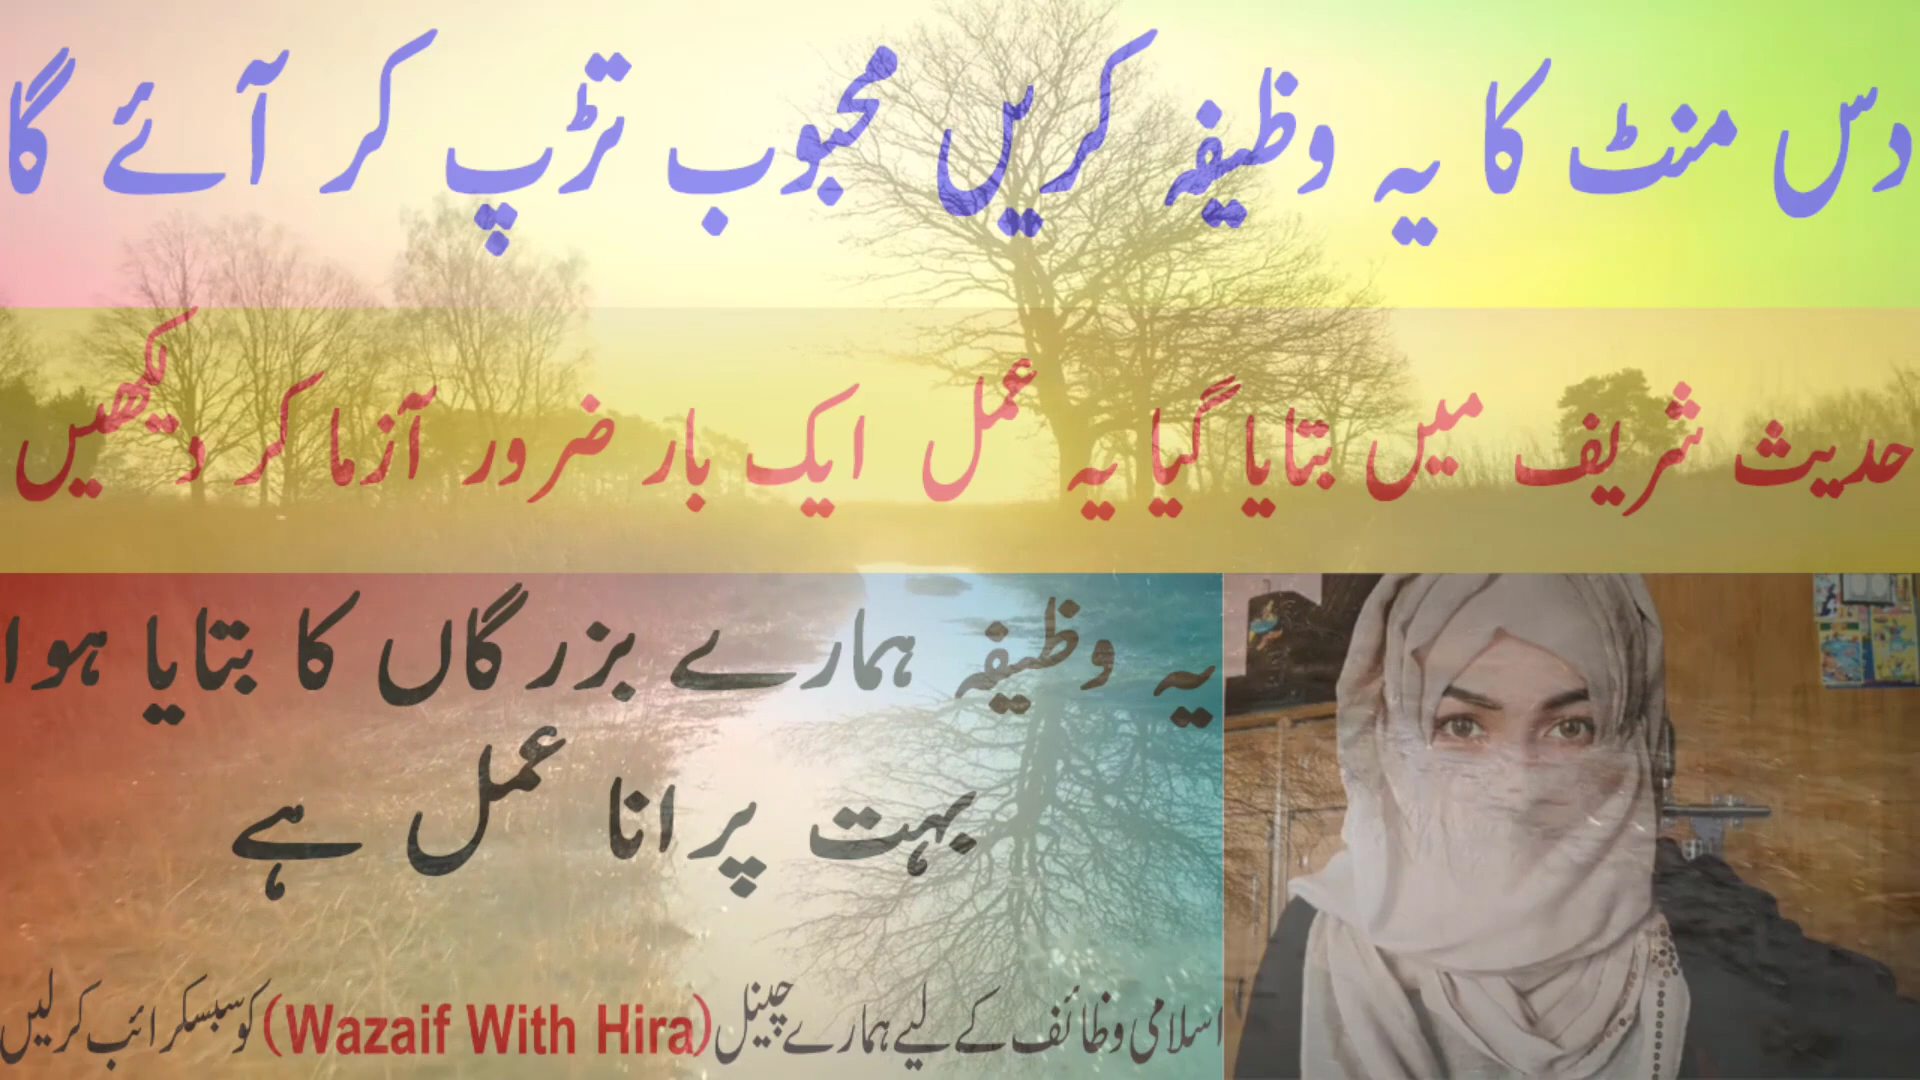 دس منٹ کا یہ وظیفہ کریں محبوب تڑپ کر آئے گا
حدیث شریف میں بتایا گیا یہ عمل ایک بار ضرور آزما کر دیکھیں
یہ وظیفہ ہمارے بزرگاں کا بتایا ہوا
بہت پرانا عمل ہے
اسلامی وظائف کے لیے ہمارے چینل (Wazaif With Hira) کو سبسکرائب کرلیں